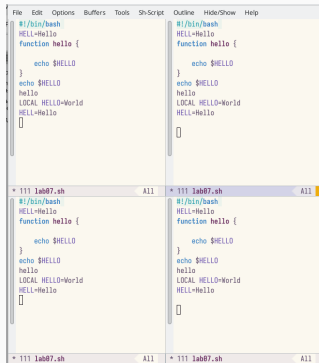 File Edit Options Buffers Tools Sh-Script Outline Hide/Show Help
#!/bin/bash
HELL=Hello
function hello {
echo $HELLO
}
echo $HELLO
hello
LOCAL HELLO=World
HELL=Hello
* 111 lab07.sh All
#!/bin/bash
HELL=Hello
function hello {
echo $HELLO
}
echo $HELLO
hello
LOCAL HELLO=World
HELL=Hello
* 111 lab07.sh All
#!/bin/bash
HELL=Hello
function hello {
echo $HELLO
}
echo $HELLO
hello
LOCAL HELLO=World
HELL=Hello
* 111 lab07.sh All
#!/bin/bash
HELL=Hello
function hello {
echo $HELLO
}
echo $HELLO
hello
LOCAL HELLO=World
HELL=Hello
* 111 lab07.sh All